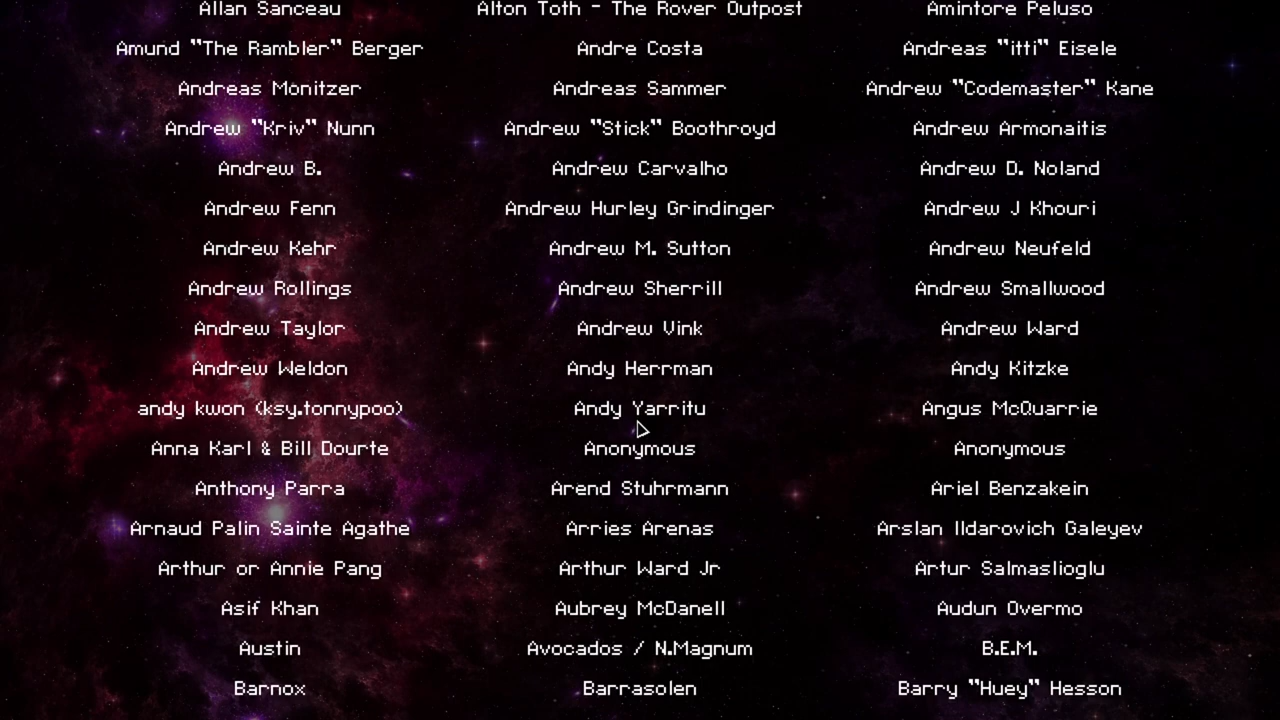 Allan Sanceau Alton Toth - The Rover Outpost Amintore Peluso
Amund "The Rambler" Berger Andre Costa Andreas "itti" Eisele
Andreas Monitzer Andreas Sammer Andrew "Codemaster" Kane
Andrew "Kriv" Nunn Andrew "Stick" Boothroyd Andrew Armonaitis
Andrew B. Andrew Carvalho Andrew D. Noland
Andrew Fenn Andrew Hurley Grindinger Andrew J Khouri
Andrew Kehr Andrew M. Sutton Andrew Neufeld
Andrew Rollings Andrew Sherrill Andrew Smallwood
Andrew Taylor Andrew Vink Andrew Ward
Andrew Weldon Andy Herrman Andy Kitzke
andy kwon (ksy.tonnypoo) Andy Yarritu Angus McQuarrie
Anna Karl & Bill Dourte Anonymous Anonymous
Anthony Parra Arend Stuhrmann Ariel Benzakein
Arnaud Palin Sainte Agathe Arries Arenas Arslan Ildarovich Galeyev
Arthur or Annie Pang Arthur Ward Jr Artur Salmaslioglu
Asif Khan Aubrey McDanell Audun Overmo
Austin Avocados / N.Magnum B.E.M.
Barnox Barrasolen Barry "Huey" Hesson